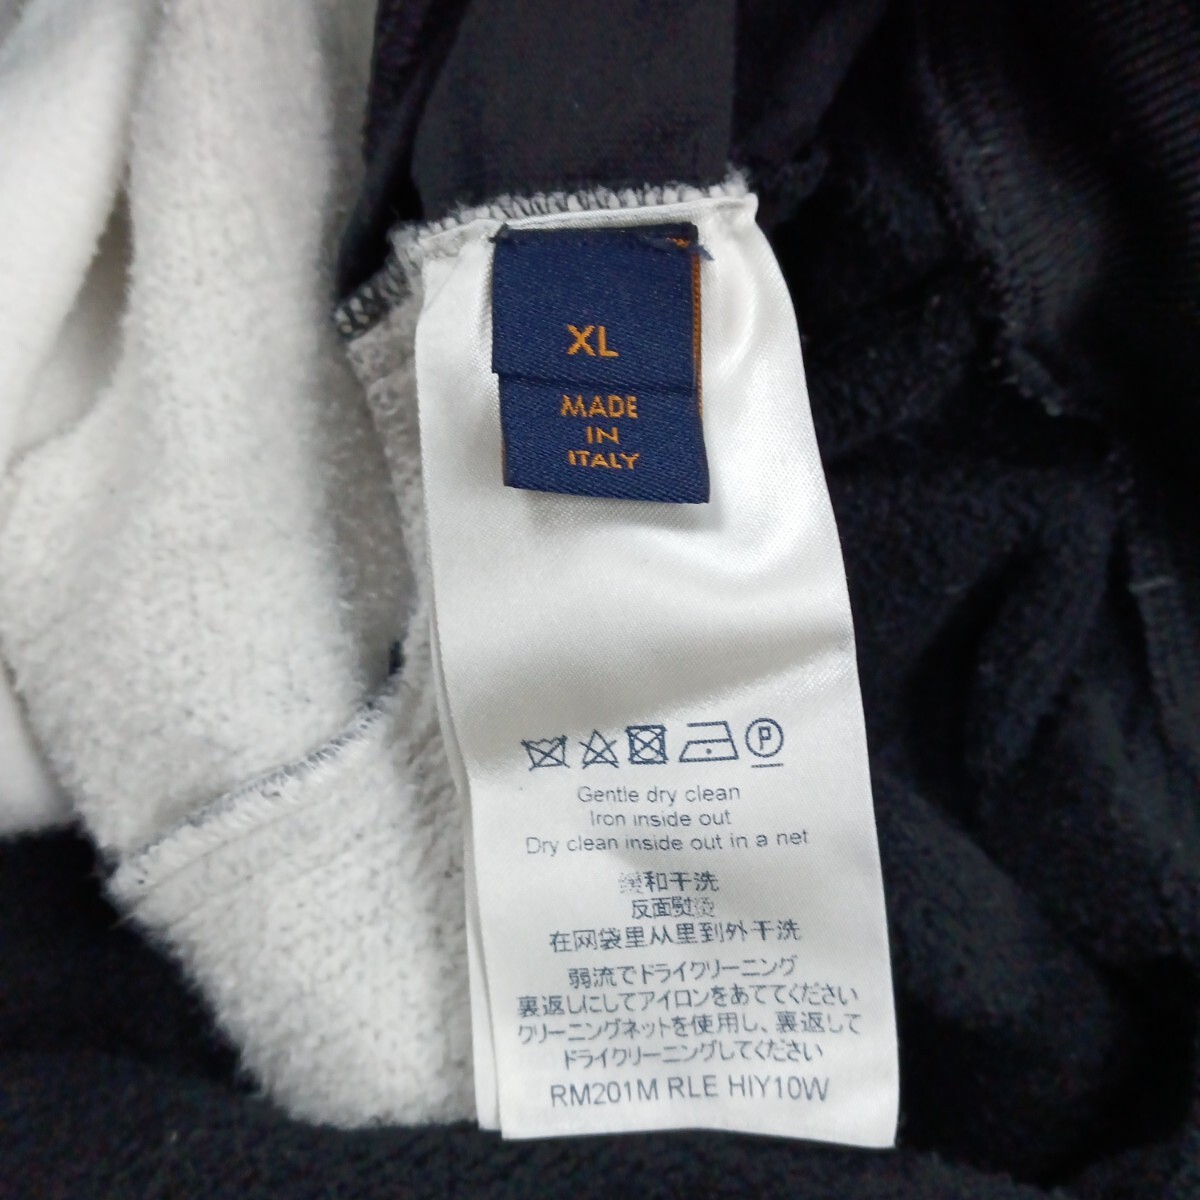 XL
MADE
IN
ITALY
P
Gentle dry clean
Iron inside out
Dry clean inside out in a net
缓和干洗
反面熨烫
在网袋里从里到外干洗
弱流でドライクリーニング
裏返しにしてアイロンをあててください
クリーニングネットを使用し、裏返して
ドライクリーニングしてください
RM201M RLE HIY10W